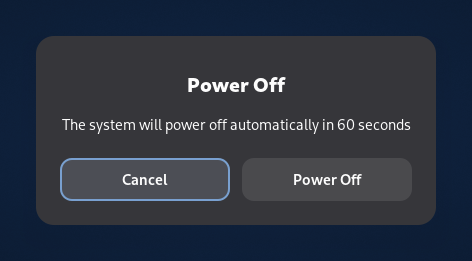 Power Off
The system will power off automatically in 60 seconds
Cancel
Power Off